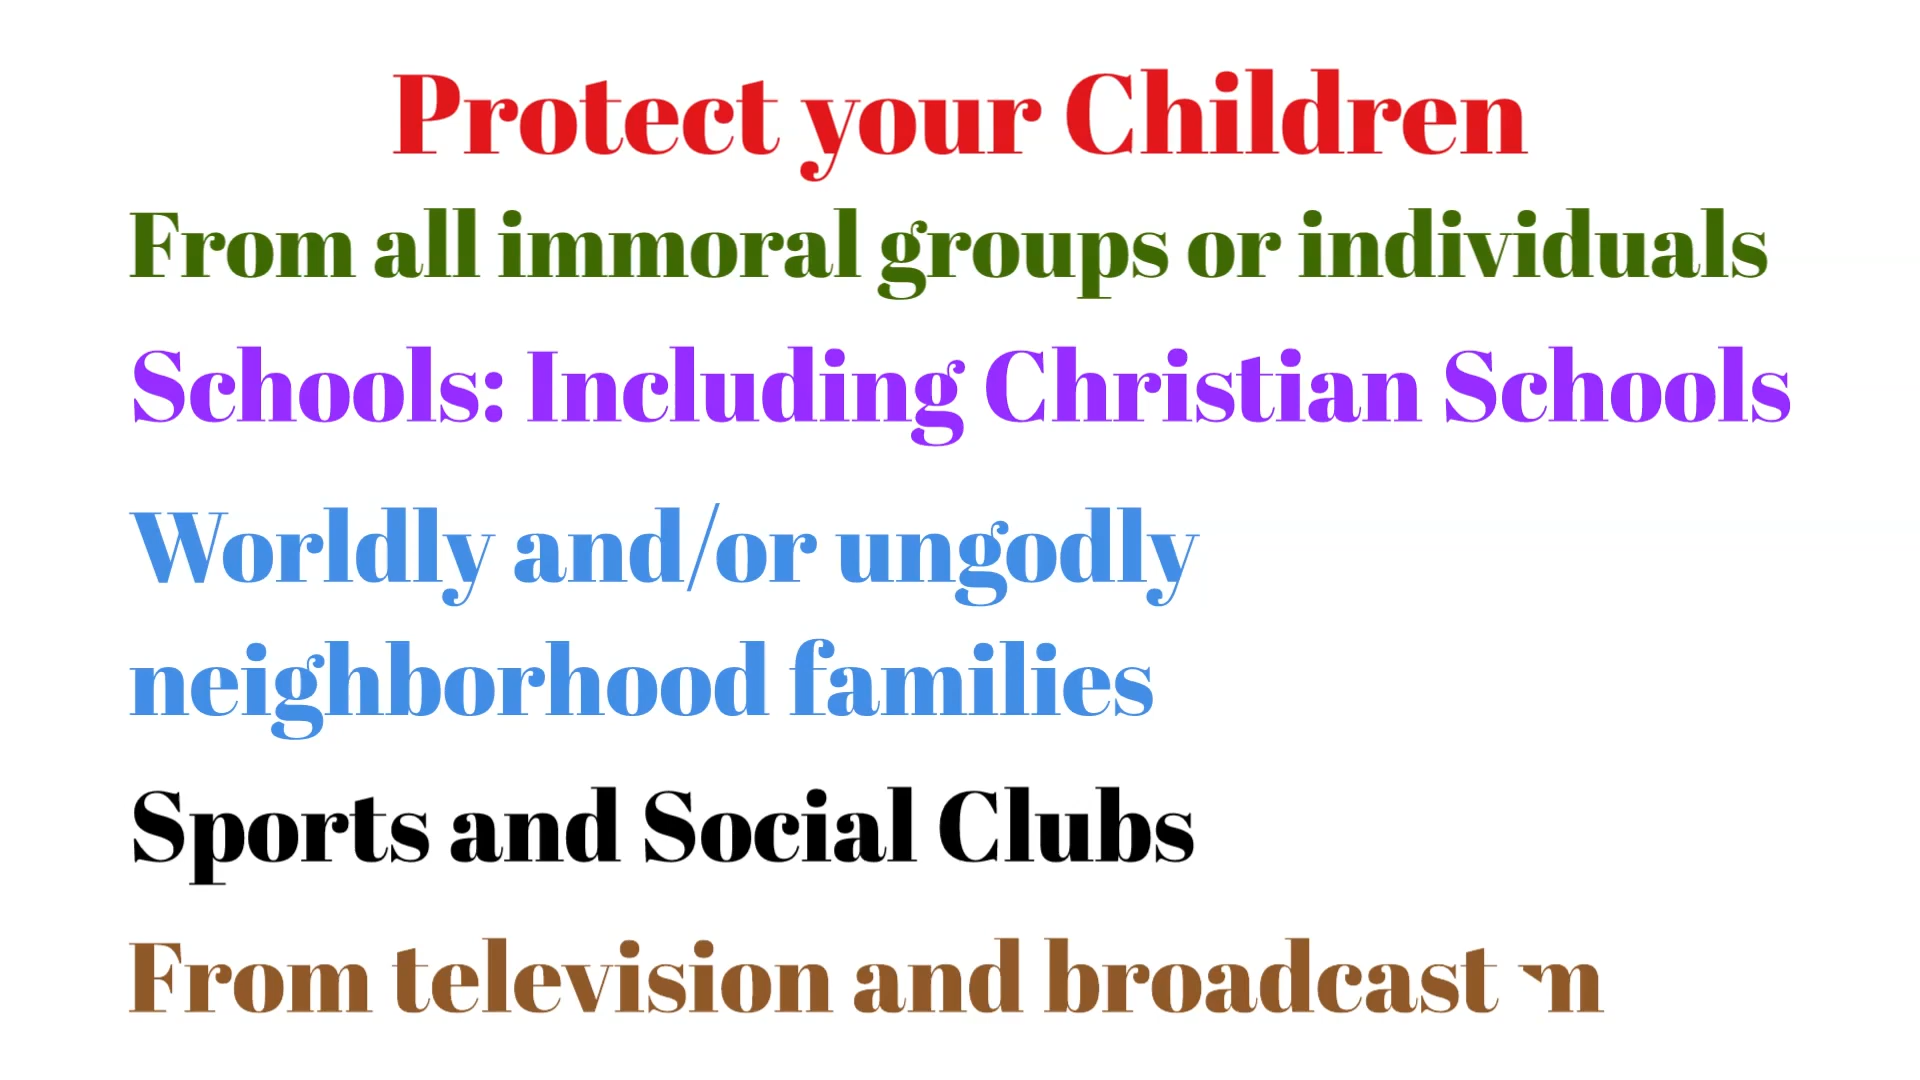 Protect your Children
From all immoral groups or individuals
Schools: Including Christian Schools
Worldly and/or ungodly
neighborhood families
Sports and Social Clubs
From television and broadcast